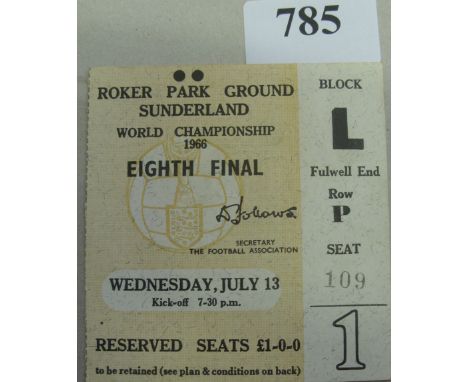 785
ROKER PARK GROUND
SUNDERLAND
WORLD CHAMPIONSHIP
1966
EIGHTH FINAL
D Follows
SECRETARY
THE FOOTBALL ASSOCIATION
WEDNESDAY, JULY 13
Kick-off 7-30 p.m.
RESERVED SEATS £1-0-0
to be retained (see plan & conditions on back)
BLOCK
L
Fulwell End
Row
P
SEAT
109
1